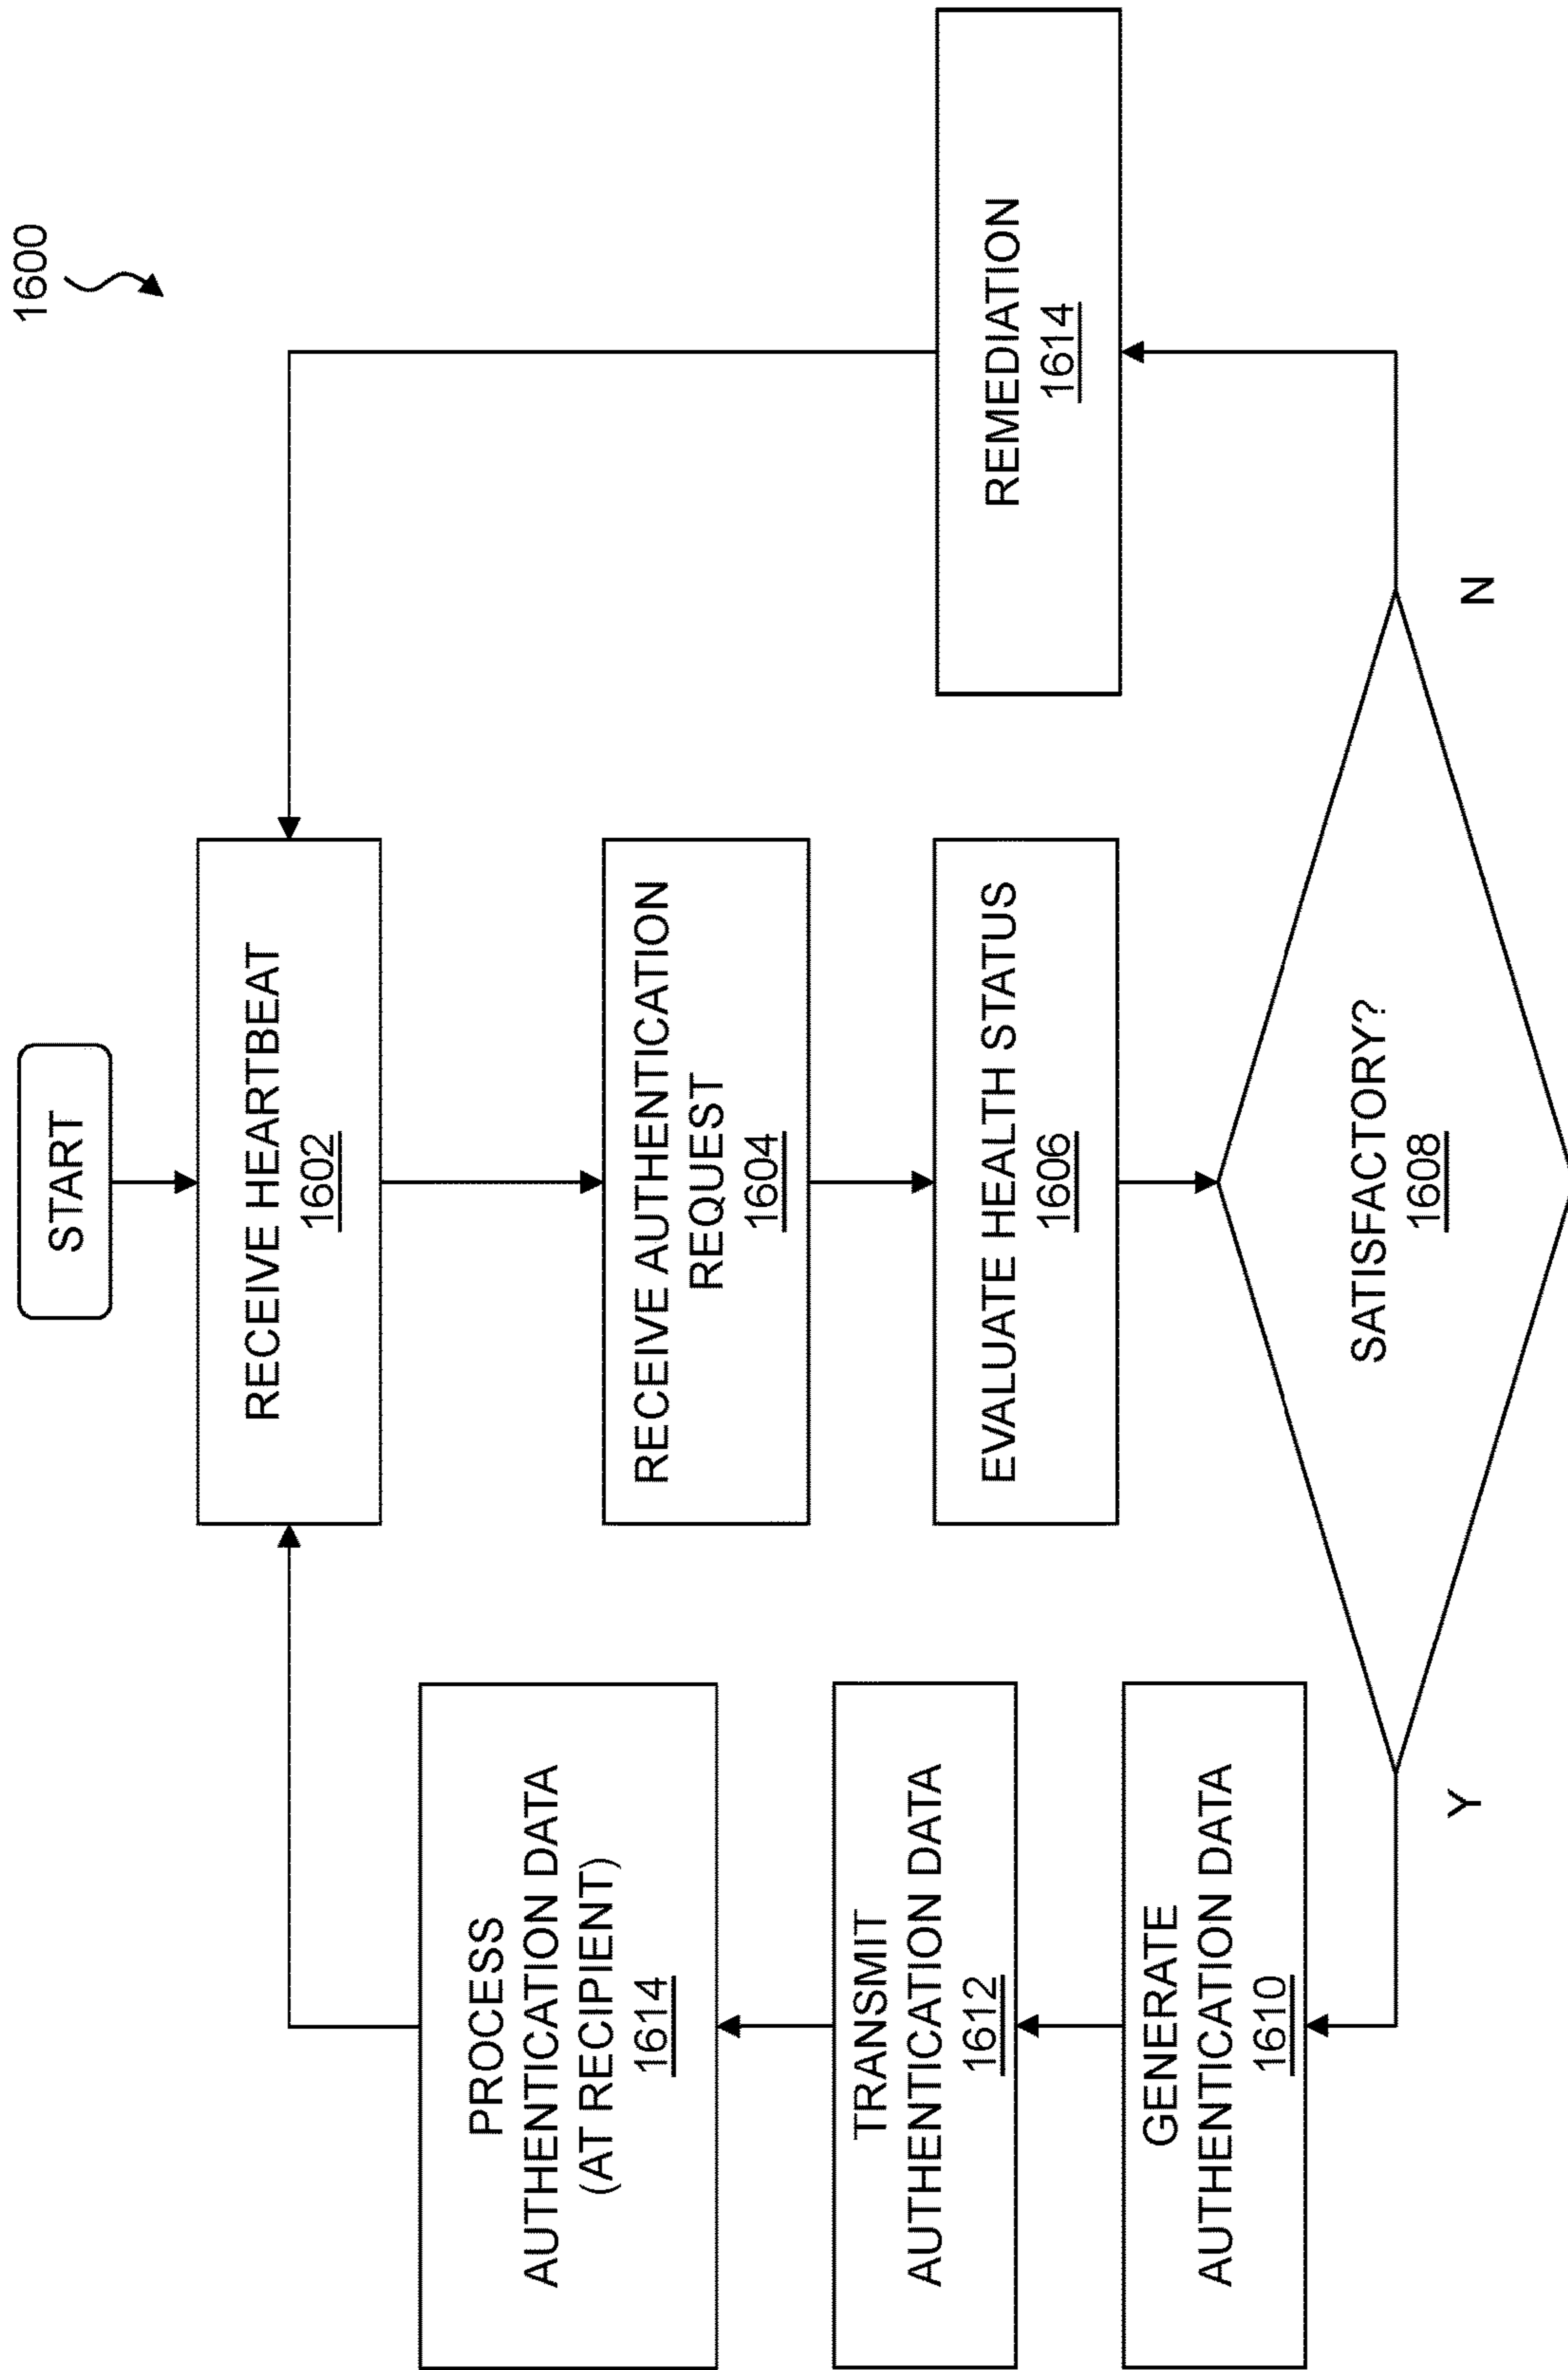 1600
START
RECEIVE HEARTBEAT
1602
RECEIVE AUTHENTICATION
REQUEST
1604
EVALUATE HEALTH STATUS
1606
SATISFACTORY?
1608
Y
N
GENERATE
AUTHENTICATION DATA
1610
TRANSMIT
AUTHENTICATION DATA
1612
PROCESS
AUTHENTICATION DATA
(AT RECIPIENT)
1614
REMEDIATION
1614